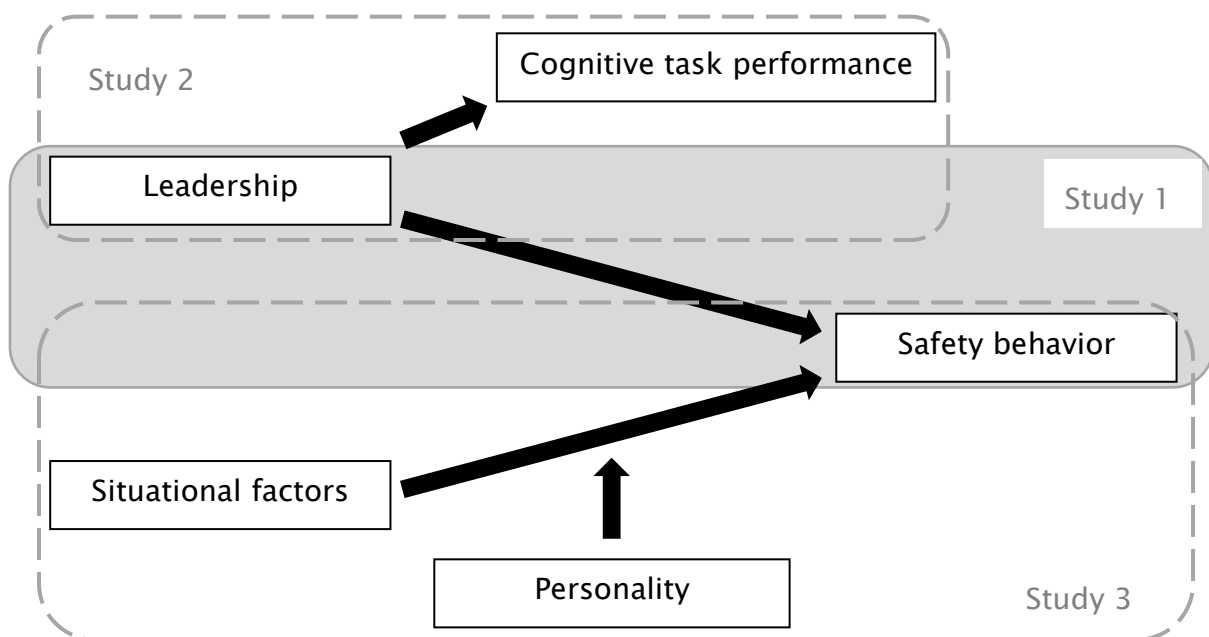 Cognitive task performance
Study 2
Leadership
Study 1
Safety behavior
Situational factors
Personality
Study 3